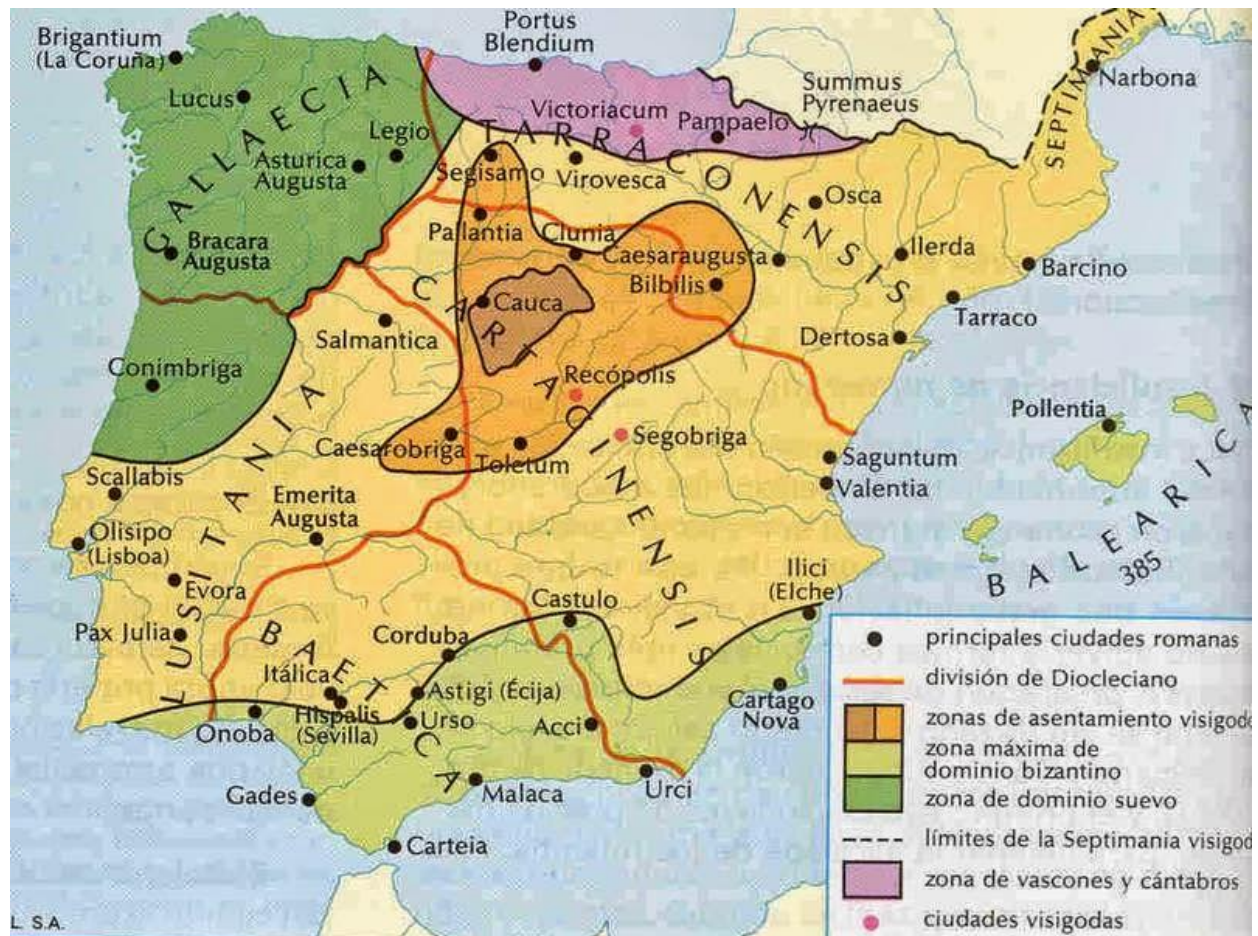 Brigantium
(La Coruña)
Portus
Blendium
Lucus
GALLAECIA
Legio
Asturica
Augusta
Bracara
Augusta
Conimbriga
Victoriacum
Pampaelo
Summus
Pyrenaeus
SEPTIMANIA
Narbona
TARRACONENSIS
Segisamo
Virovesca
Osca
Pallantia
Clunia
Caesaraugusta
Ilerda
Bilbilis
Barcino
Tarraco
Dertosa
Cauca
CARTACINENSIS
Salmantica
Recópolis
Segobriga
Caesarobriga
Toletum
Saguntum
Valentia
Pollentia
BALEARICA
385
Scallabis
Olisipo
(Lisboa)
LUSITANIA
Emerita
Augusta
Evora
Pax Julia
BAETICA
Corduba
Castulo
Ilici
(Elche)
Itálica
Hispalis
(Sevilla)
Astigi (Écija)
Urso
Onoba
Acci
Cartago
Nova
Gades
Malaca
Urci
Carteia
principales ciudades romanas
división de Diocleciano
zonas de asentamiento visigodo
zona máxima de
dominio bizantino
zona de dominio suevo
límites de la Septimania visigod
zona de vascones y cántabros
ciudades visigodas
L. S.A.